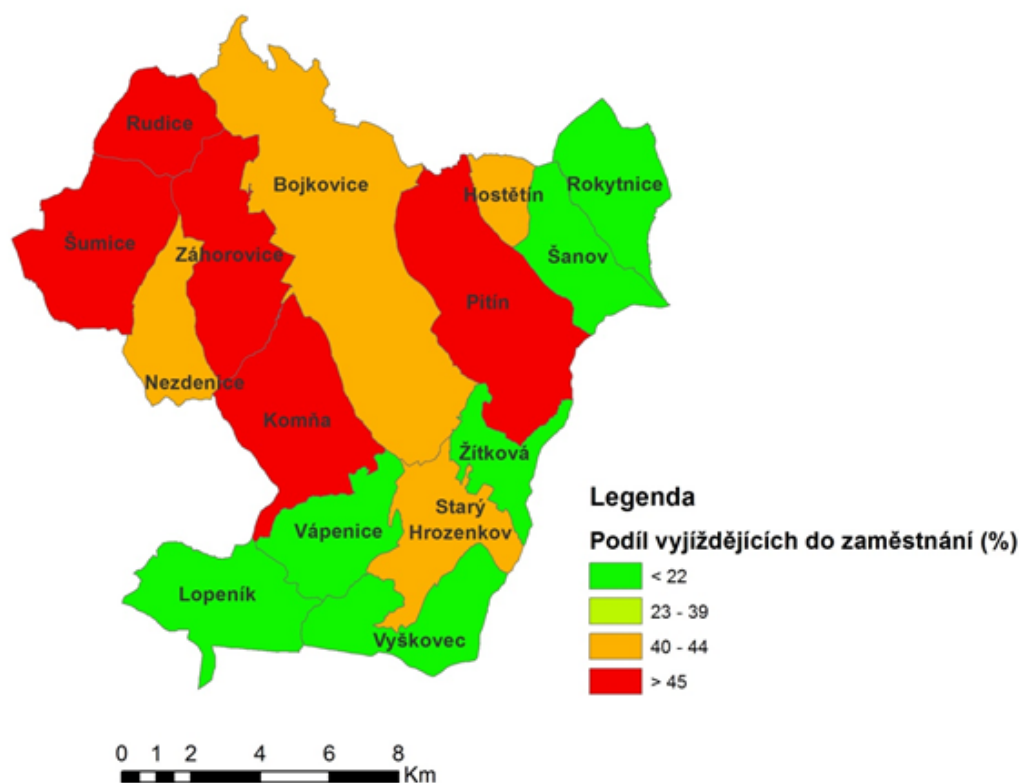 Rudice
Bojkovice
Rokytnice
Hostětín
Šumice
Záhorovice
Šanov
Pitín
Nezdenice
Komňa
Žítková
Starý
Hrozenkov
Vápenice
Lopeník
Vyškovec
Legenda
Podíl vyjíždějících do zaměstnání (%)
< 22
23 - 39
40 - 44
> 45
0 1 2 4 6 8
Km